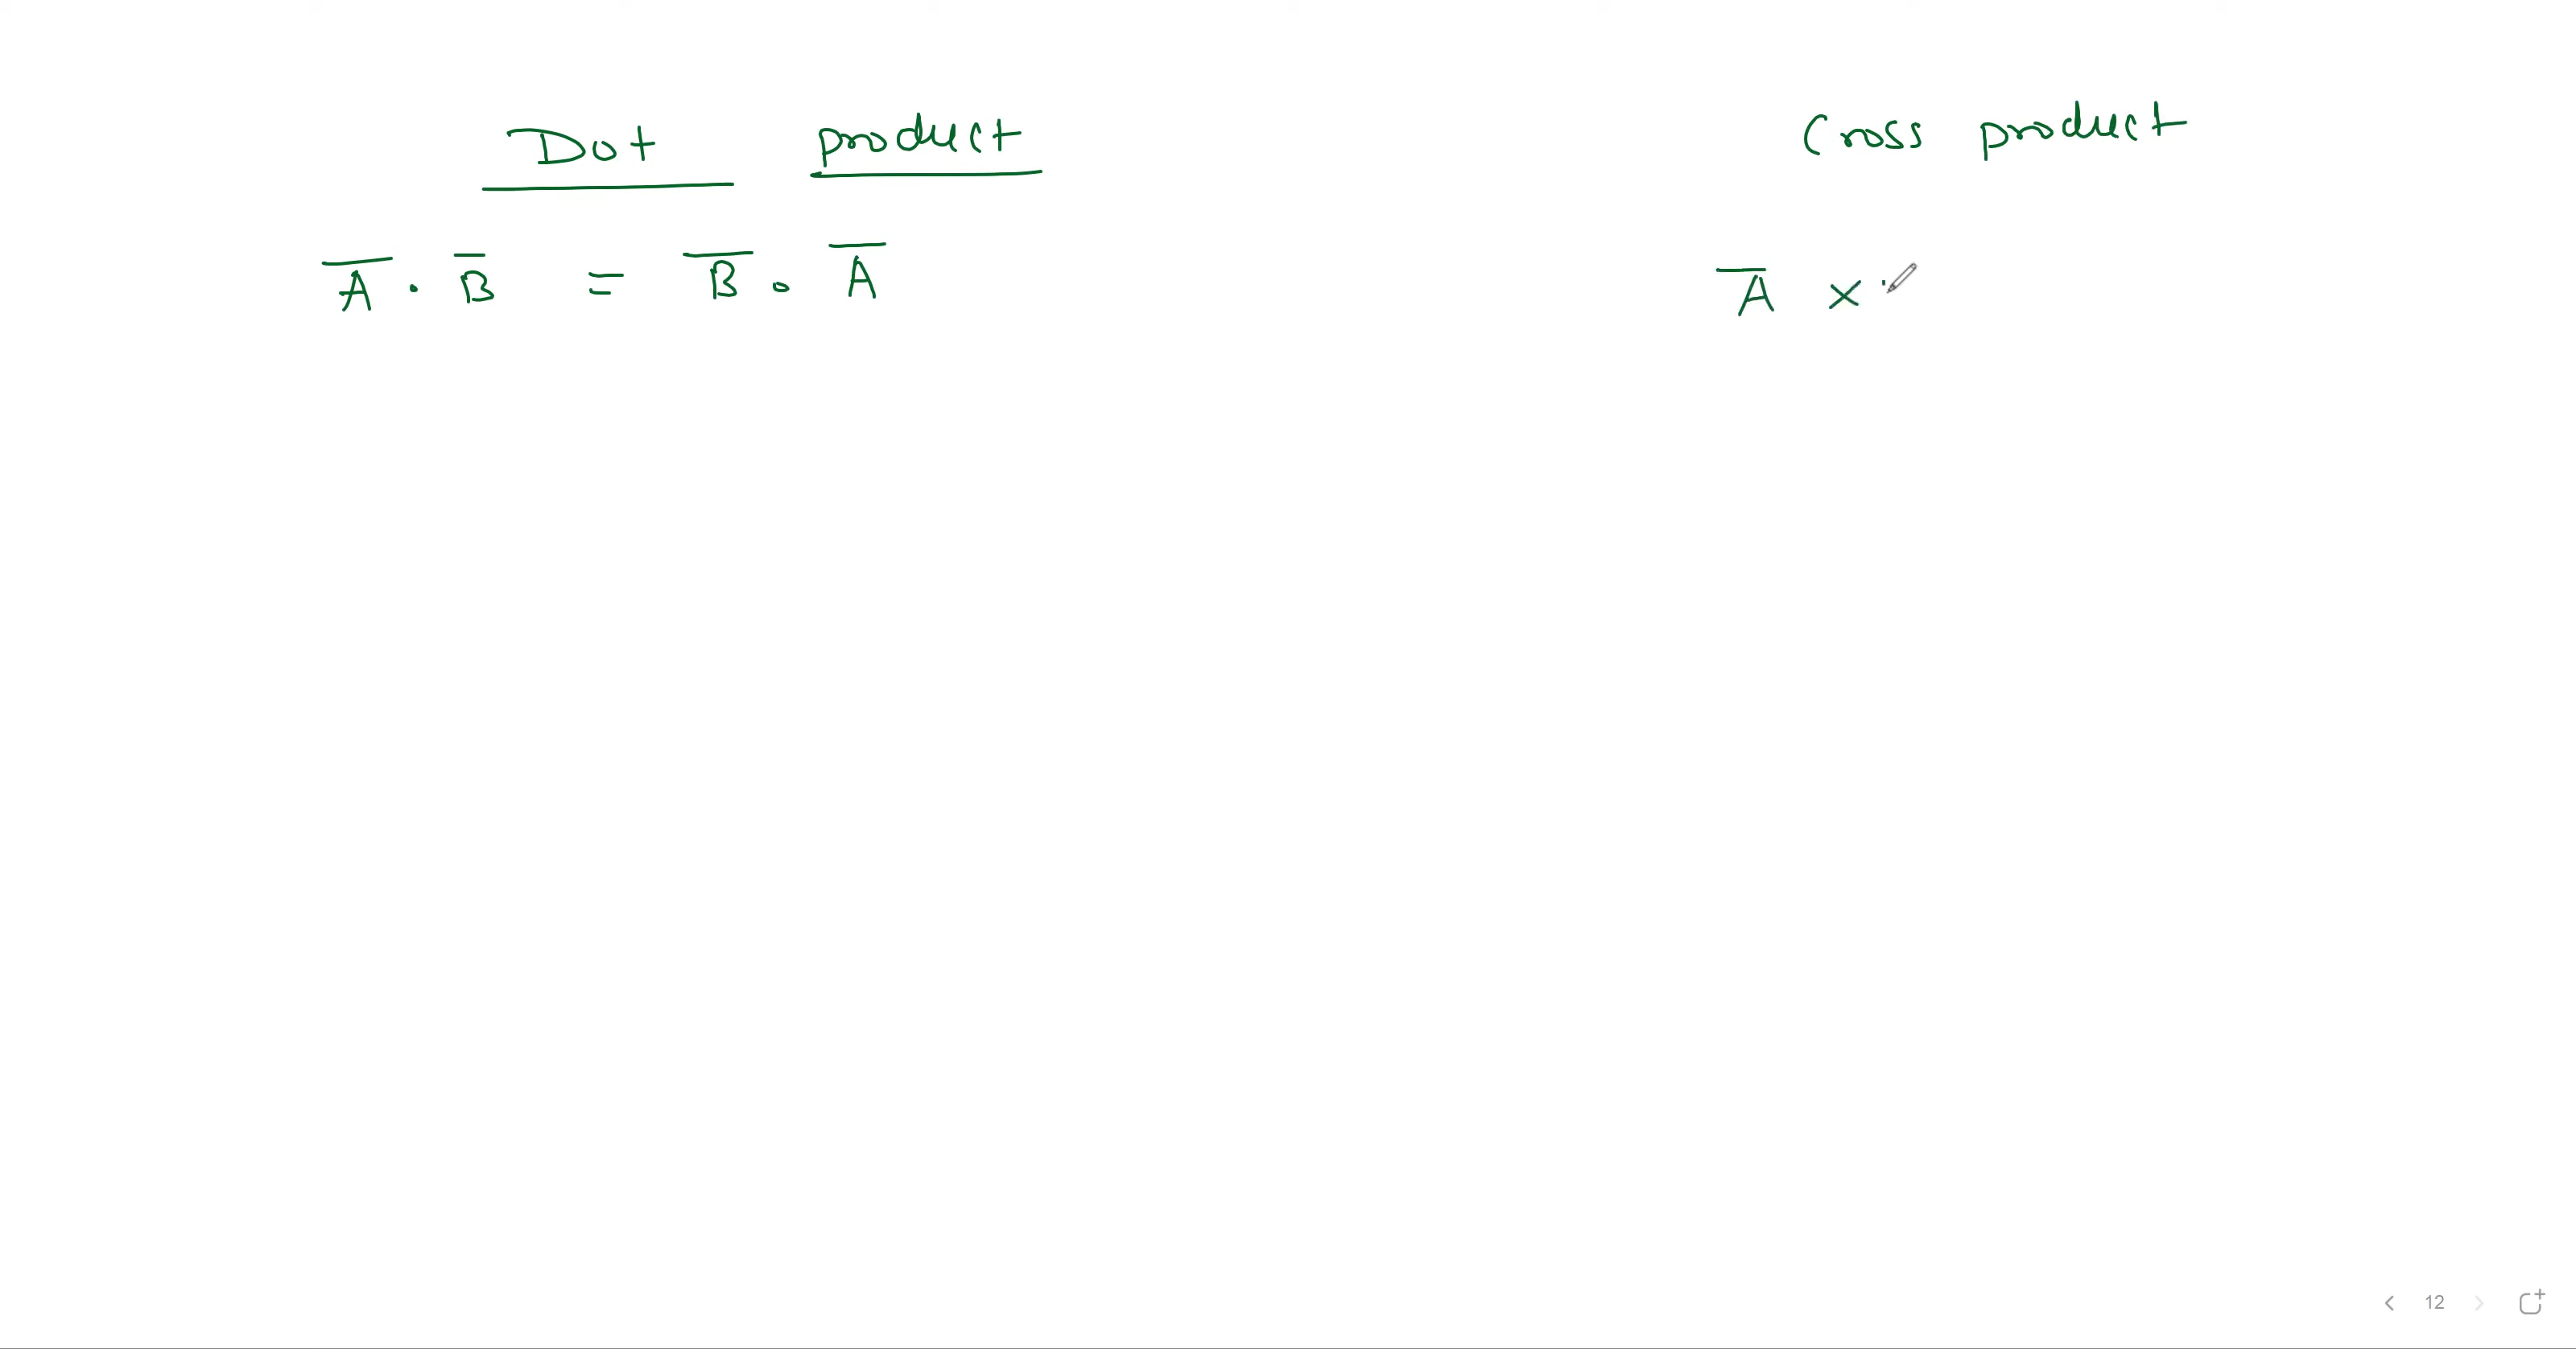 Dot product
Cross product
A̅ . B̅ = B̅ . A̅
A̅ ×
12